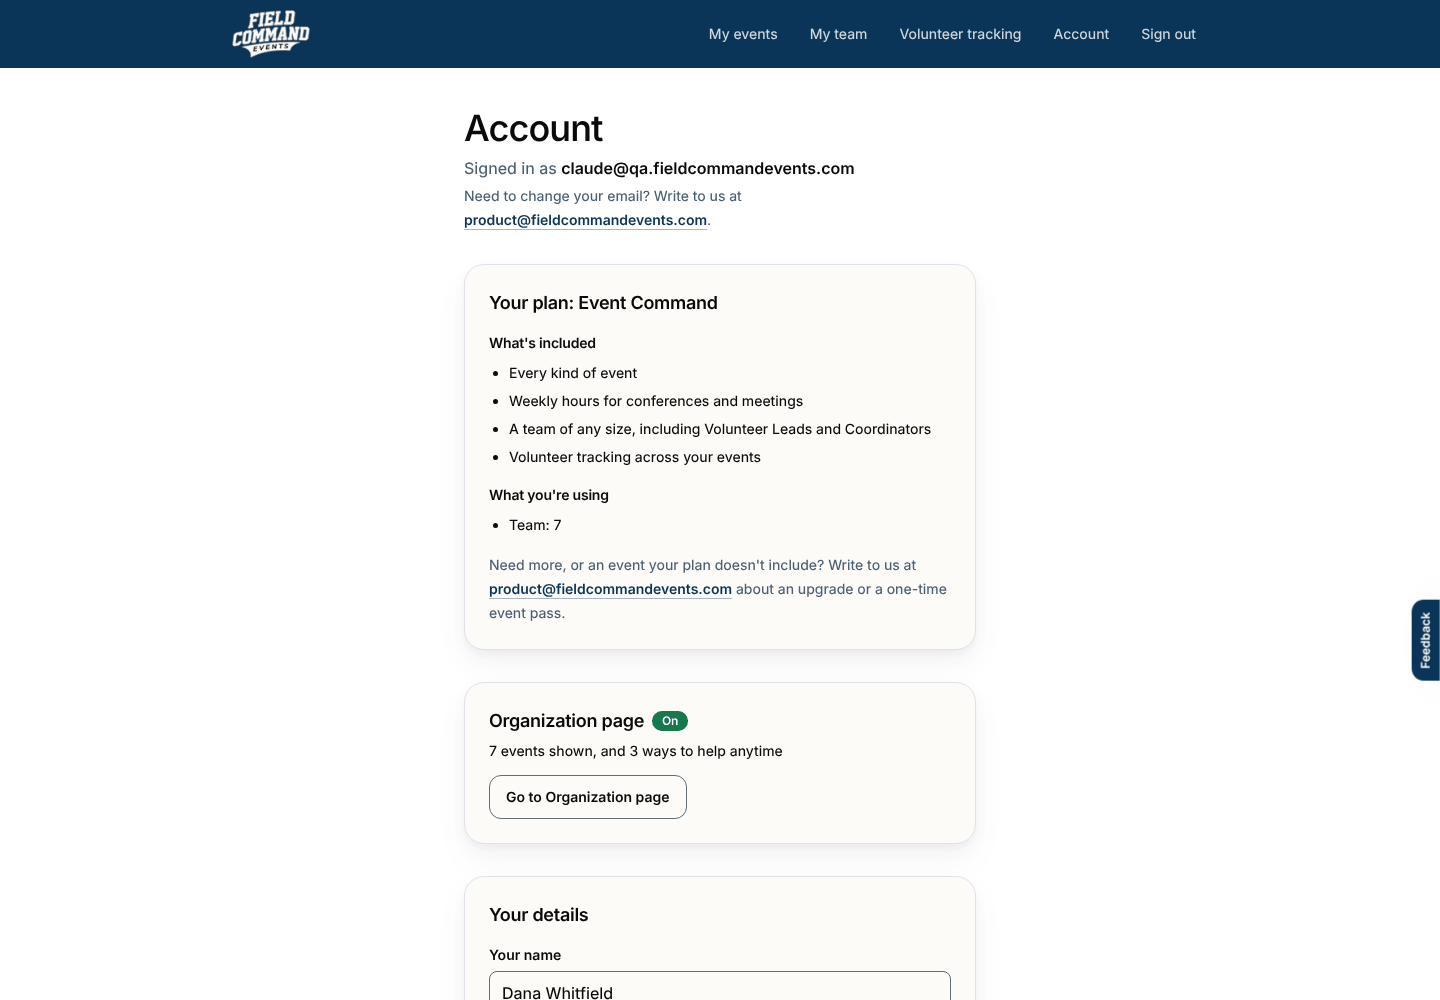 FIELD
COMMAND
EVENTS
My events
My team
Volunteer tracking
Account
Sign out
Account
Signed in as claude@qa.fieldcommandevents.com
Need to change your email? Write to us at
product@fieldcommandevents.com.
Your plan: Event Command
What's included
Every kind of event
Weekly hours for conferences and meetings
A team of any size, including Volunteer Leads and Coordinators
Volunteer tracking across your events
What you're using
Team: 7
Need more, or an event your plan doesn't include? Write to us at
product@fieldcommandevents.com about an upgrade or a one-time
event pass.
Feedback
Organization page On
7 events shown, and 3 ways to help anytime
Go to Organization page
Your details
Your name
Dana Whitfield